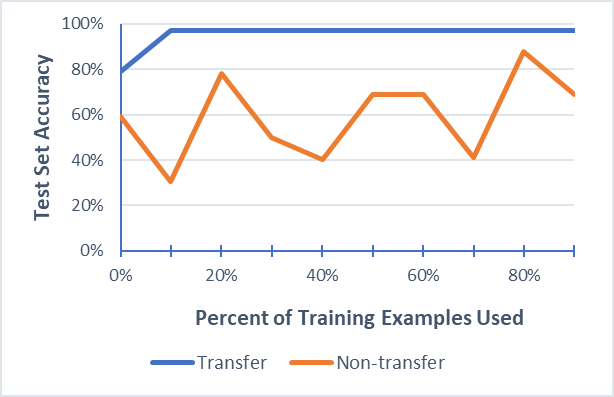 100%
80%
60%
40%
20%
0%
Test Set Accuracy
0% 20% 40% 60% 80%
Percent of Training Examples Used
Transfer Non-transfer